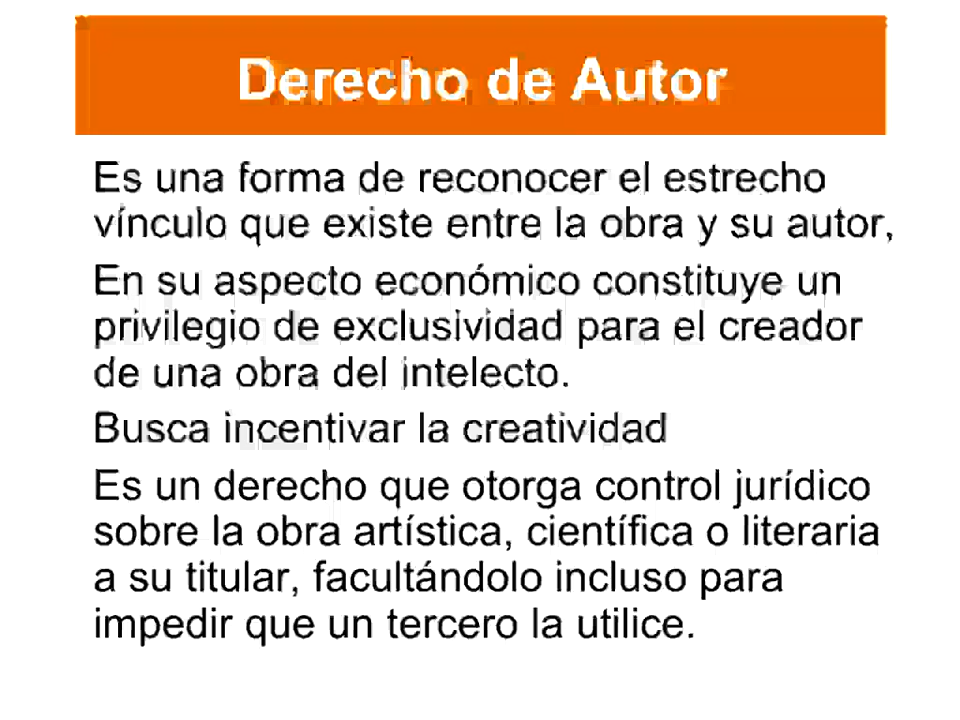 Derecho de Autor
Es una forma de reconocer el estrecho
vínculo que existe entre la obra y su autor,
En su aspecto económico constituye un
privilegio de exclusividad para el creador
de una obra del intelecto.
Busca incentivar la creatividad
Es un derecho que otorga control jurídico
sobre la obra artística, científica o literaria
a su titular, facultándolo incluso para
impedir que un tercero la utilice.